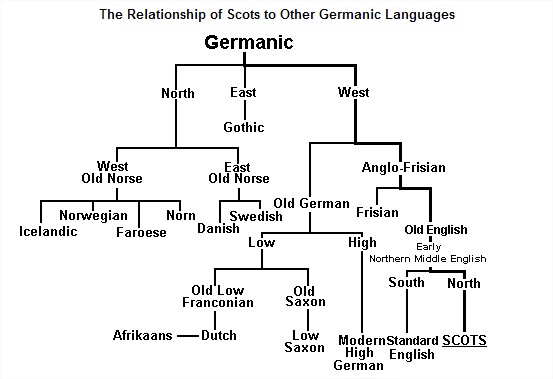 The Relationship of Scots to Other Germanic Languages
Germanic
North
East
West
Gothic
West
Old Norse
East
Old Norse
Anglo-Frisian
Icelandic
Norwegian
Faroese
Norn
Danish
Swedish
Old German
Frisian
Old English
Early
Northern Middle English
Low
High
South
North
Old Low
Franconian
Old
Saxon
Afrikaans
Dutch
Low
Saxon
Modern
High
German
Standard
English
SCOTS